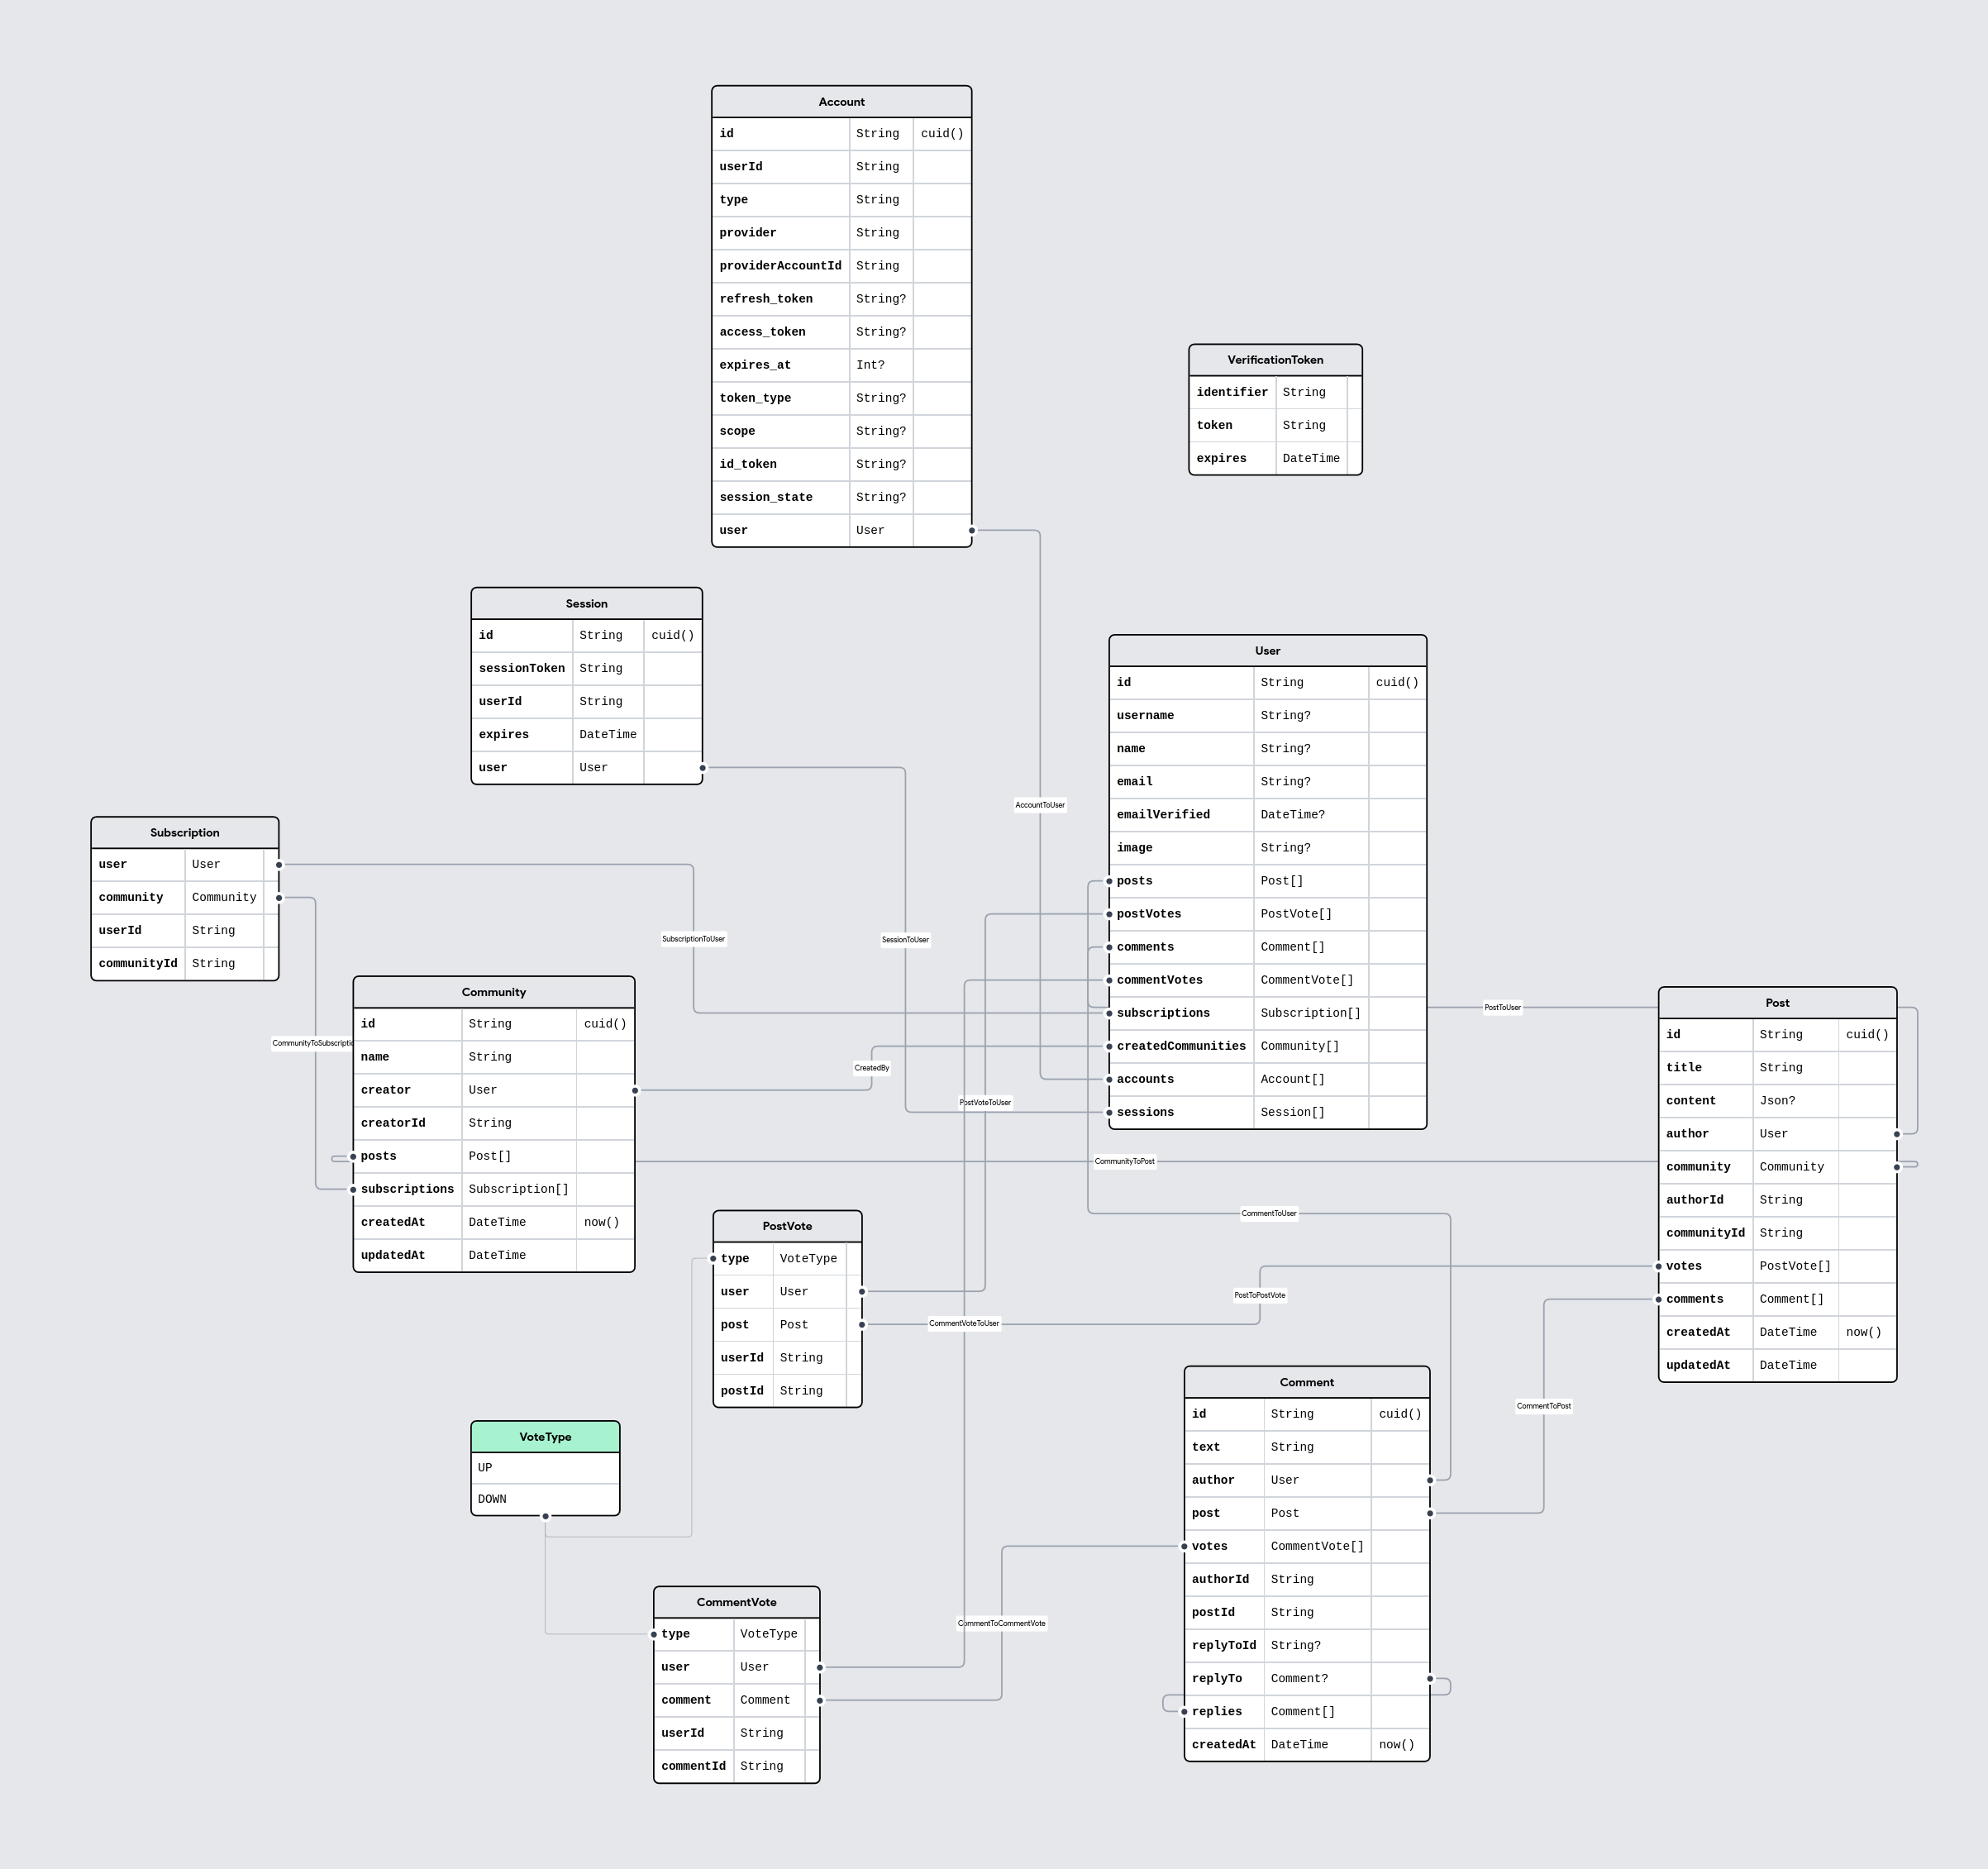 Account
id String cuid()
userId String
type String
provider String
providerAccountId String
refresh_token String?
access_token String?
expires_at Int?
token_type String?
scope String?
id_token String?
session_state String?
user User
VerificationToken
identifier String
token String
expires DateTime
Session
id String cuid()
sessionToken String
userId String
expires DateTime
user User
User
id String cuid()
username String?
name String?
email String?
emailVerified DateTime?
image String?
posts Post[]
postVotes PostVote[]
comments Comment[]
commentVotes CommentVote[]
subscriptions Subscription[]
createdCommunities Community[]
accounts Account[]
sessions Session[]
AccountToUser
Subscription
user User
community Community
userId String
communityId String
SubscriptionToUser
SessionToUser
Community
id String cuid()
name String
creator User
creatorId String
posts Post[]
subscriptions Subscription[]
createdAt DateTime now()
updatedAt DateTime
CreatedBy
PostVoteToUser
PostToUser
Post
id String cuid()
title String
content Json?
author User
community Community
authorId String
communityId String
votes PostVote[]
comments Comment[]
createdAt DateTime now()
updatedAt DateTime
CommunityToPost
CommentToUser
PostVote
type VoteType
user User
post Post
userId String
postId String
PostToPostVote
CommentVoteToUser
VoteType
UP
DOWN
Comment
id String cuid()
text String
author User
post Post
votes CommentVote[]
authorId String
postId String
replyToId String?
replyTo Comment?
replies Comment[]
createdAt DateTime now()
CommentToPost
CommentVote
type VoteType
user User
comment Comment
userId String
commentId String
CommentToCommentVote